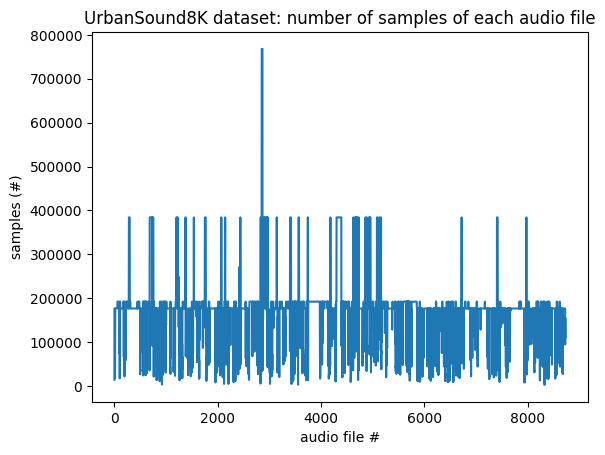 UrbanSound8K dataset: number of samples of each audio file
800000
700000
600000
500000
400000
300000
200000
100000
0
samples (#)
0 2000 4000 6000 8000
audio file #